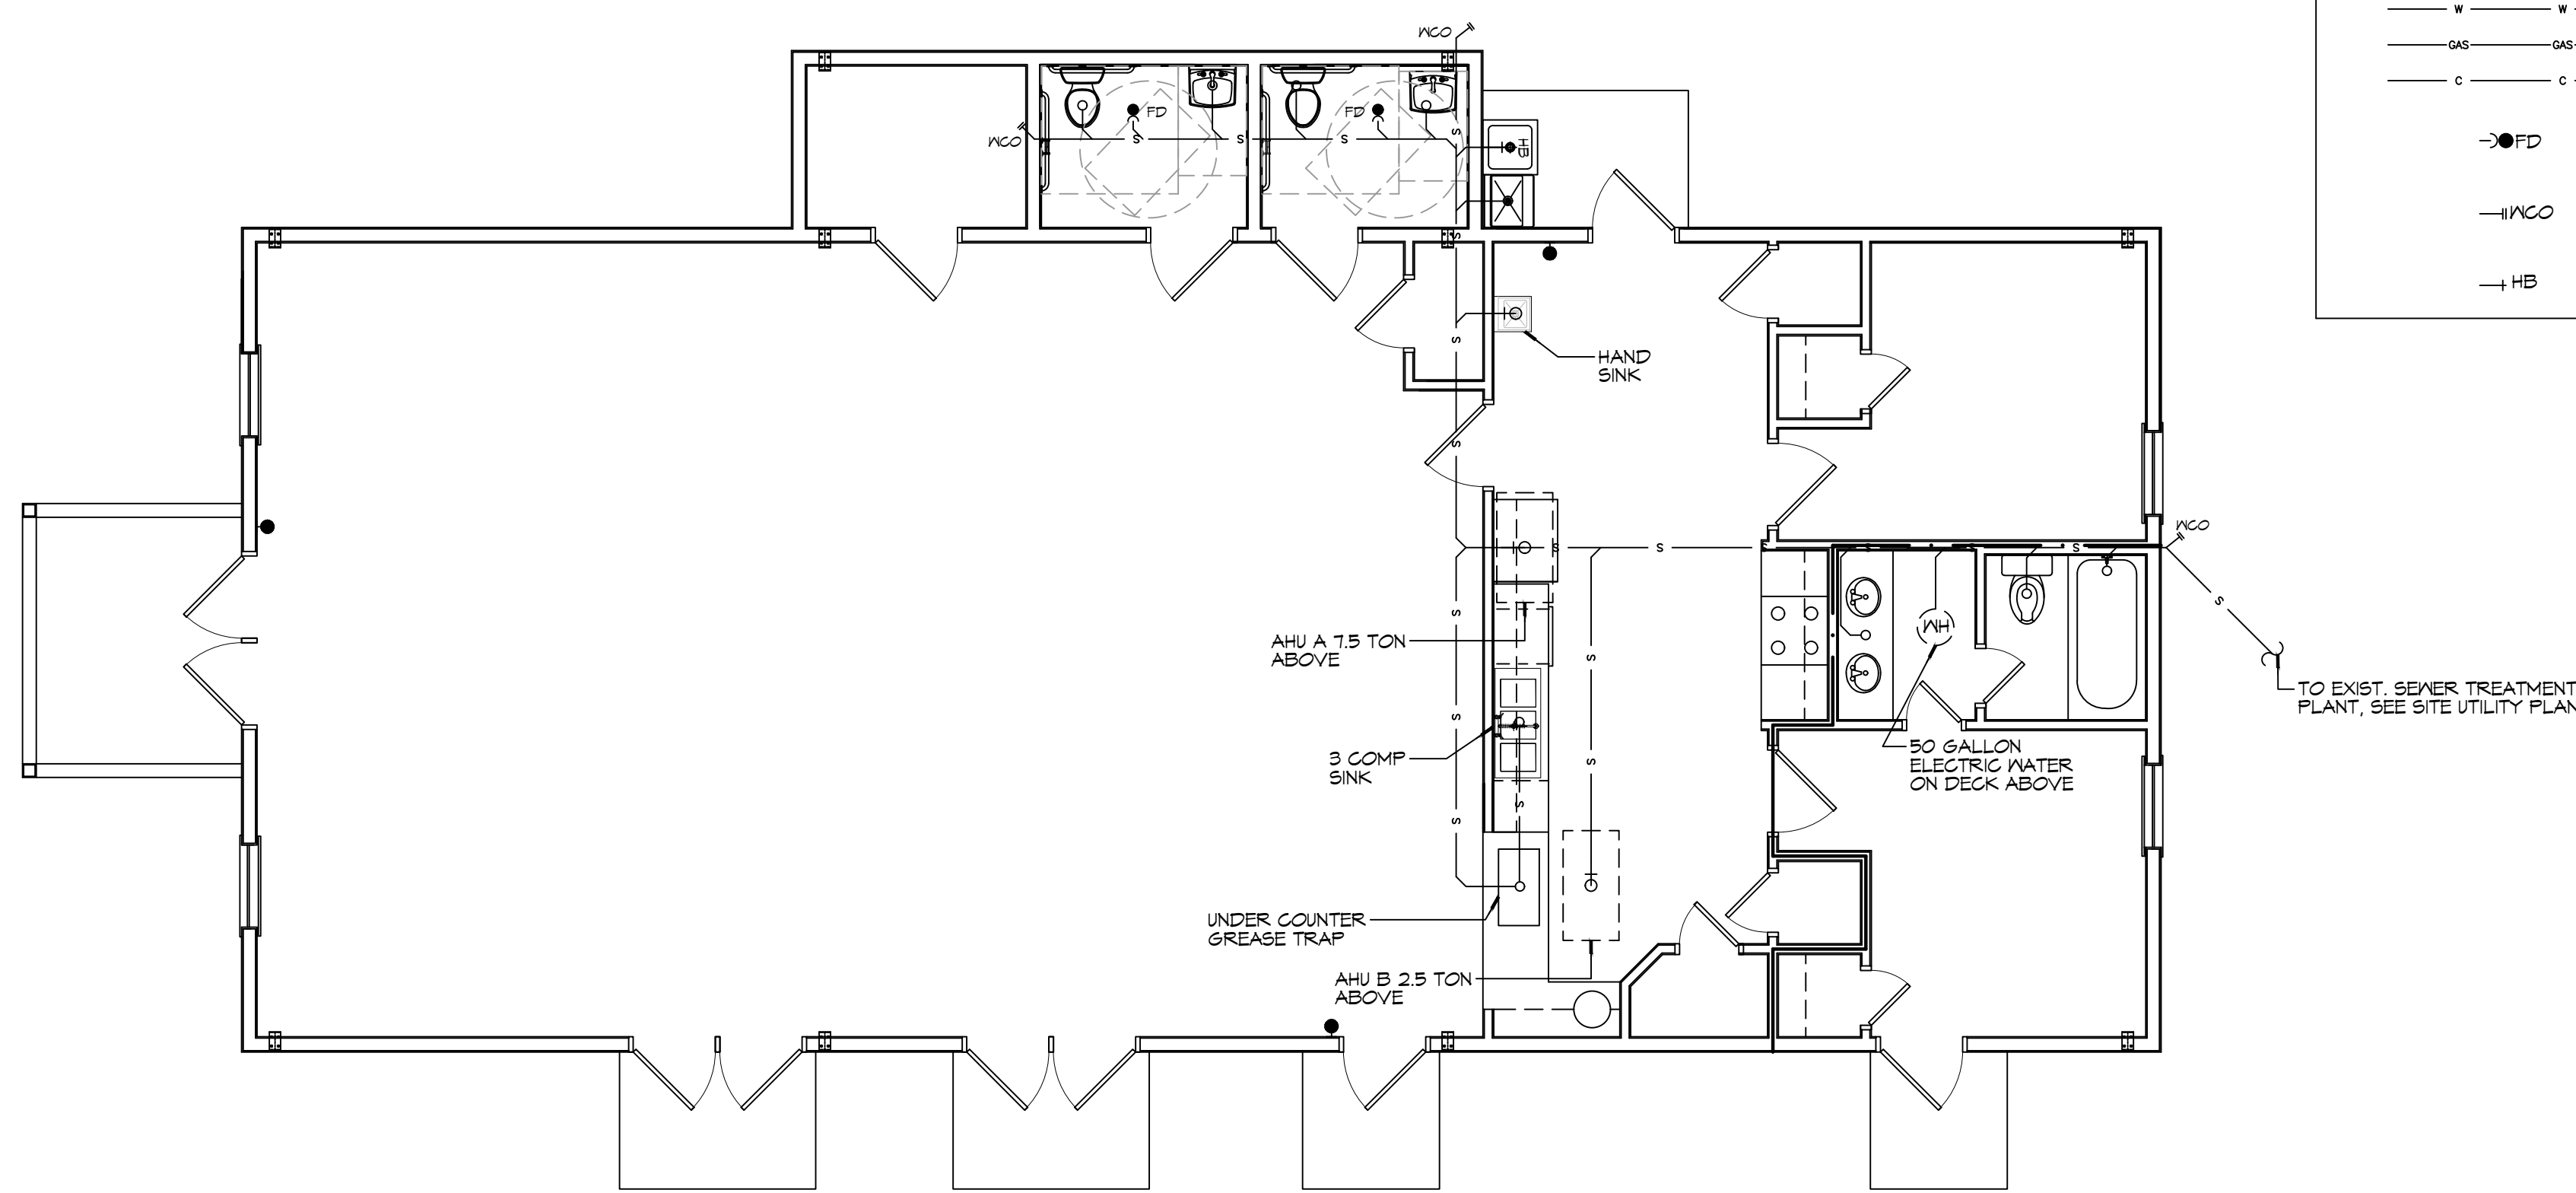 WCO
W W
GAS GAS
C C
FD
WCO
HB
WCO
FD
FD
S S S
S
HB
S
S
HAND
SINK
S
WCO
S S S S S S
S
S
AHU A 7.5 TON
ABOVE
WH
S
S
TO EXIST. SEWER TREATMENT
PLANT, SEE SITE UTILITY PLAN
S
S
3 COMP
SINK
50 GALLON
ELECTRIC WATER
ON DECK ABOVE
S
S
UNDER COUNTER
GREASE TRAP
AHU B 2.5 TON
ABOVE